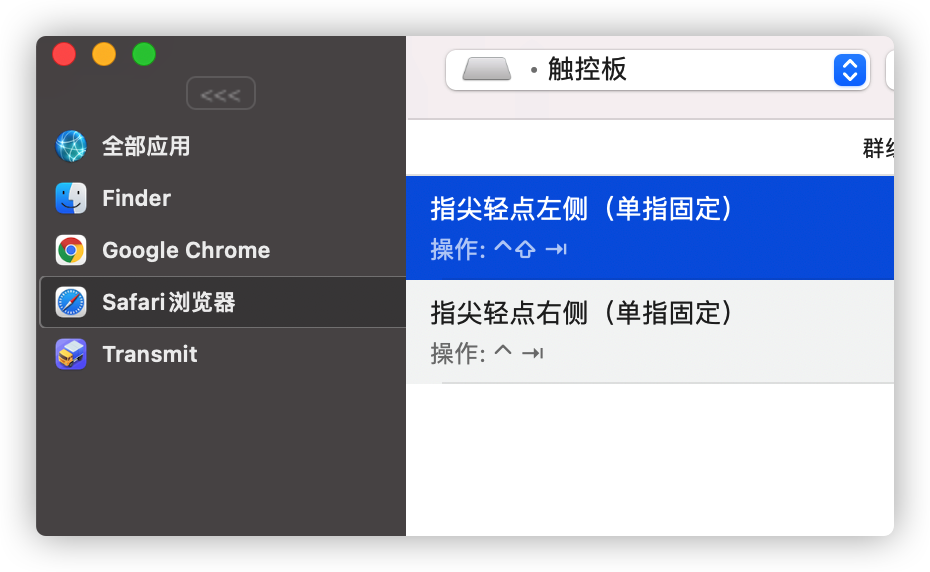 <<<
全部应用
Finder
Google Chrome
Safari浏览器
Transmit
• 触控板
群组
指尖轻点左侧（单指固定）
操作: ^⇧ ⇥
指尖轻点右侧（单指固定）
操作: ^ ⇥